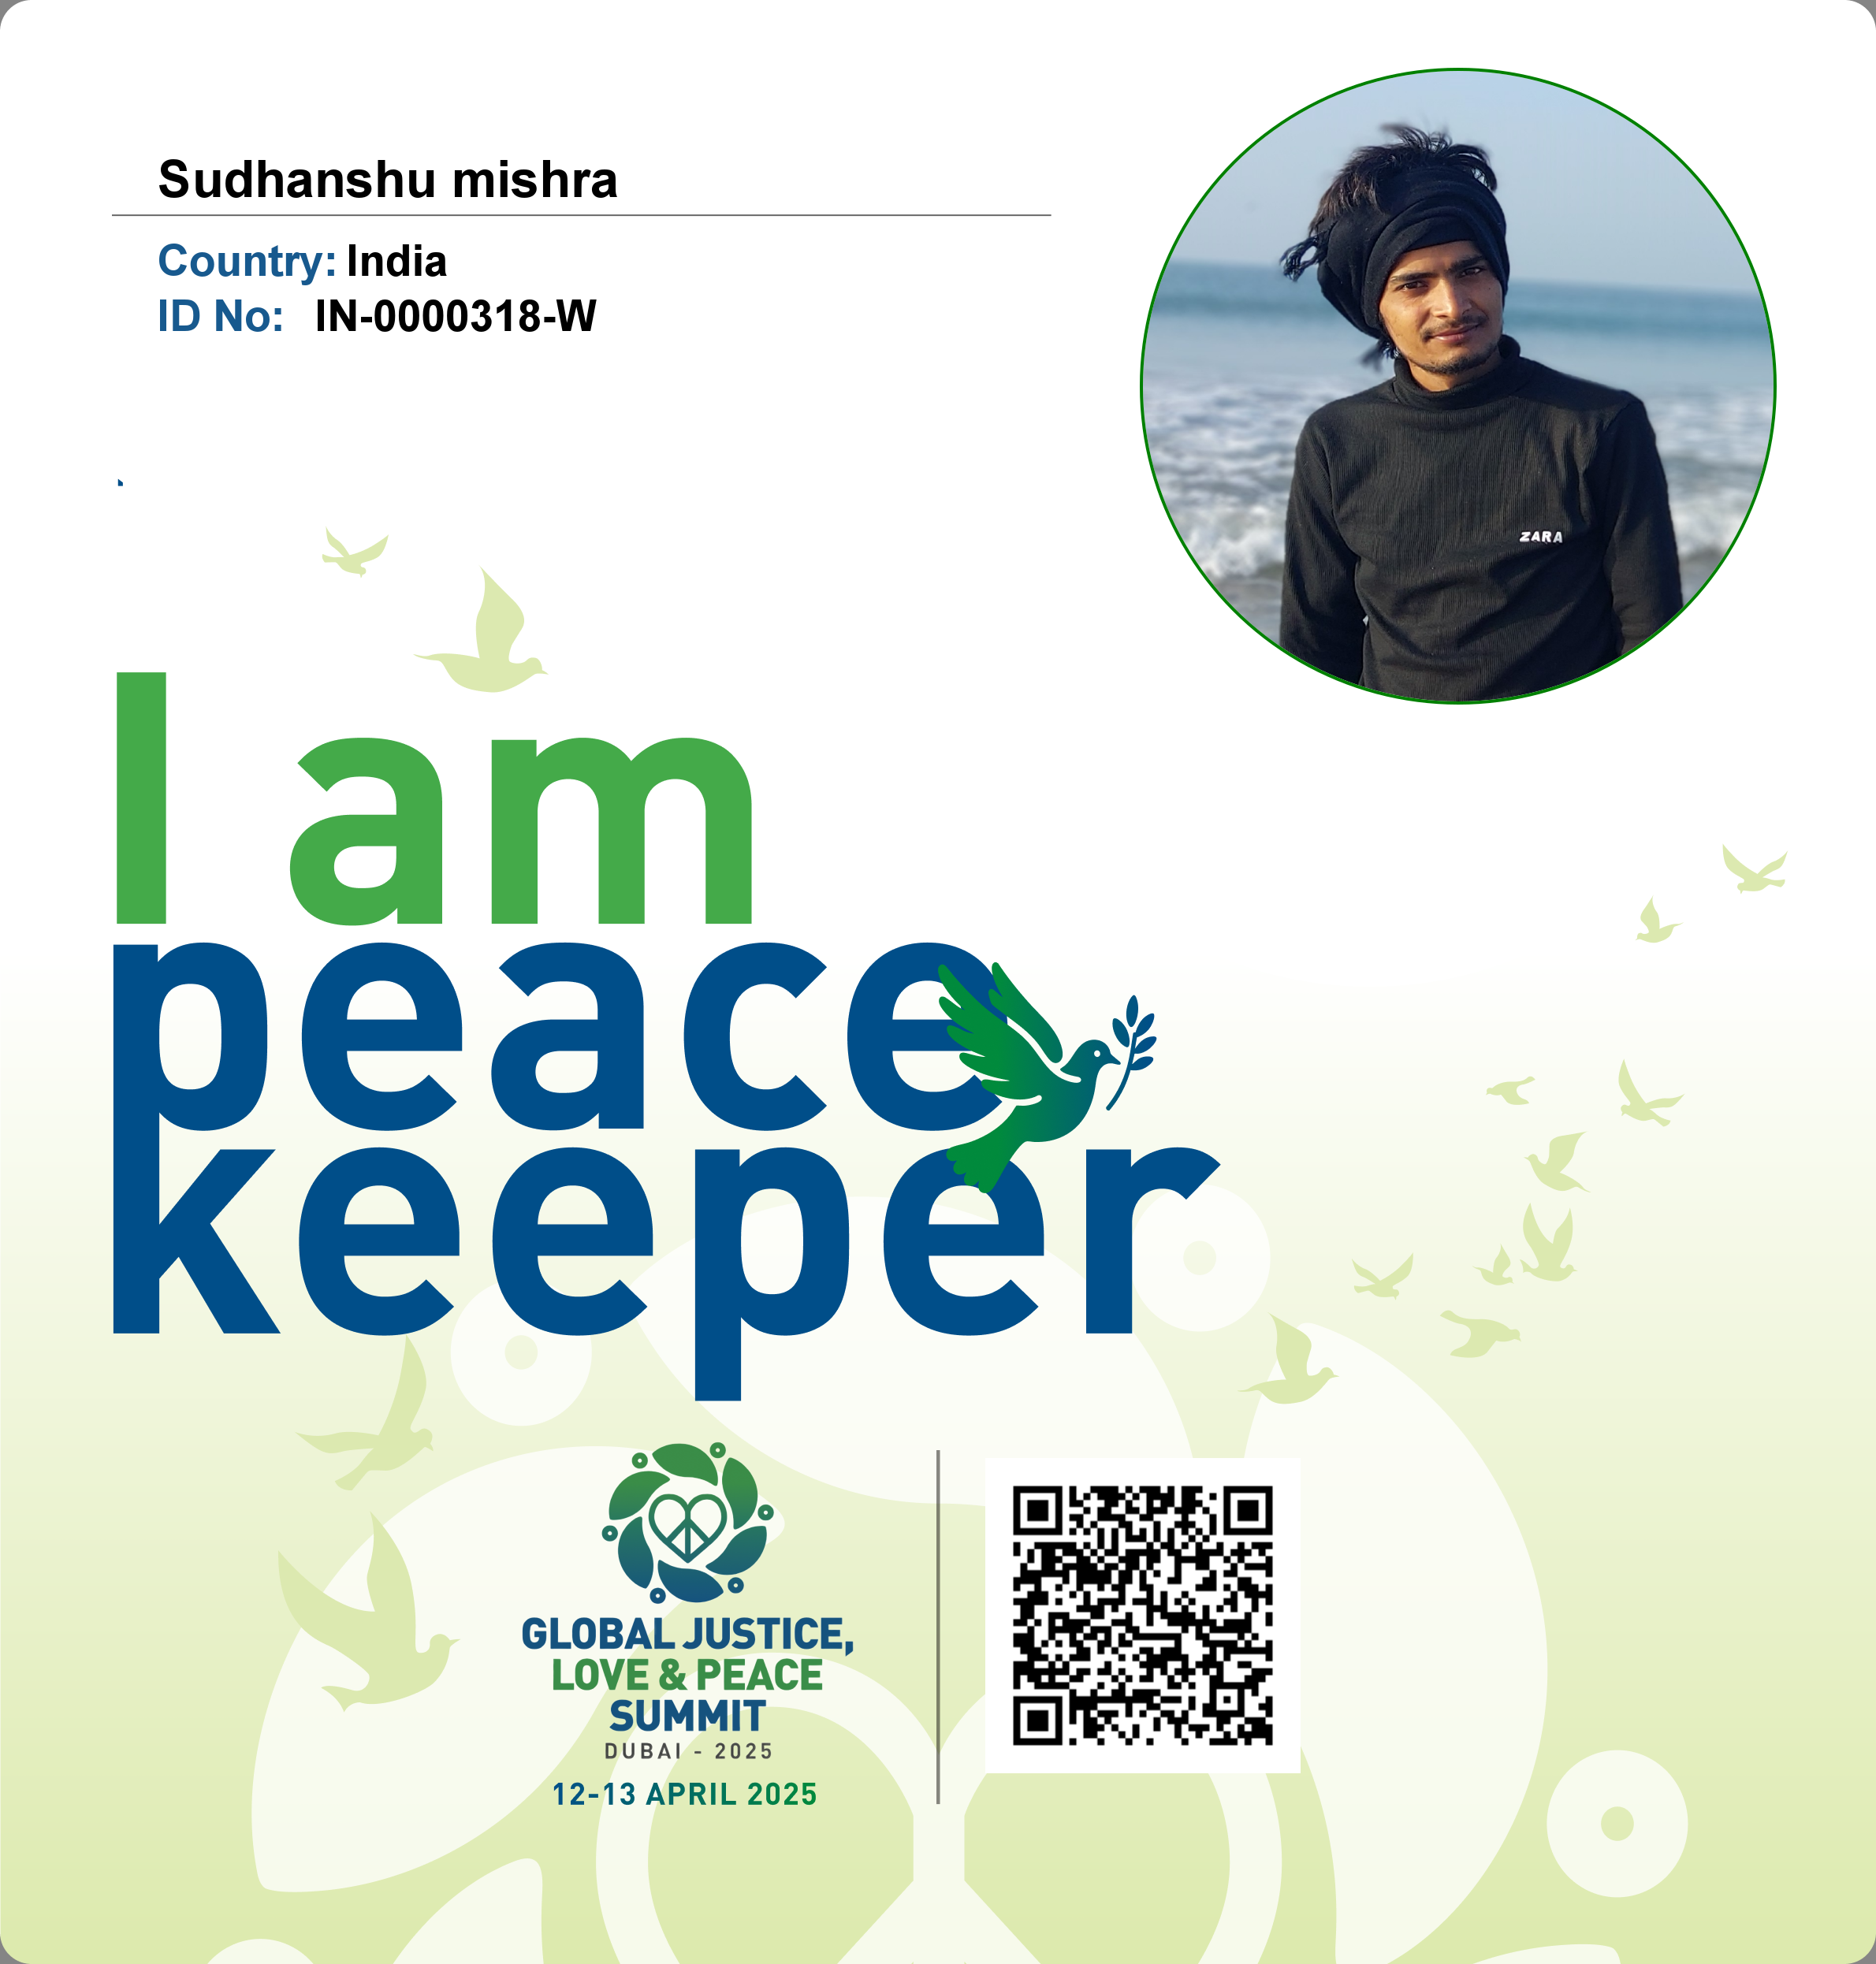 Sudhanshu mishra
Country: India
ID No: IN-0000318-W
ZARA
I am
peace
keeper
GLOBAL JUSTICE,
LOVE & PEACE
SUMMIT
DUBAI - 2025
12-13 APRIL 2025